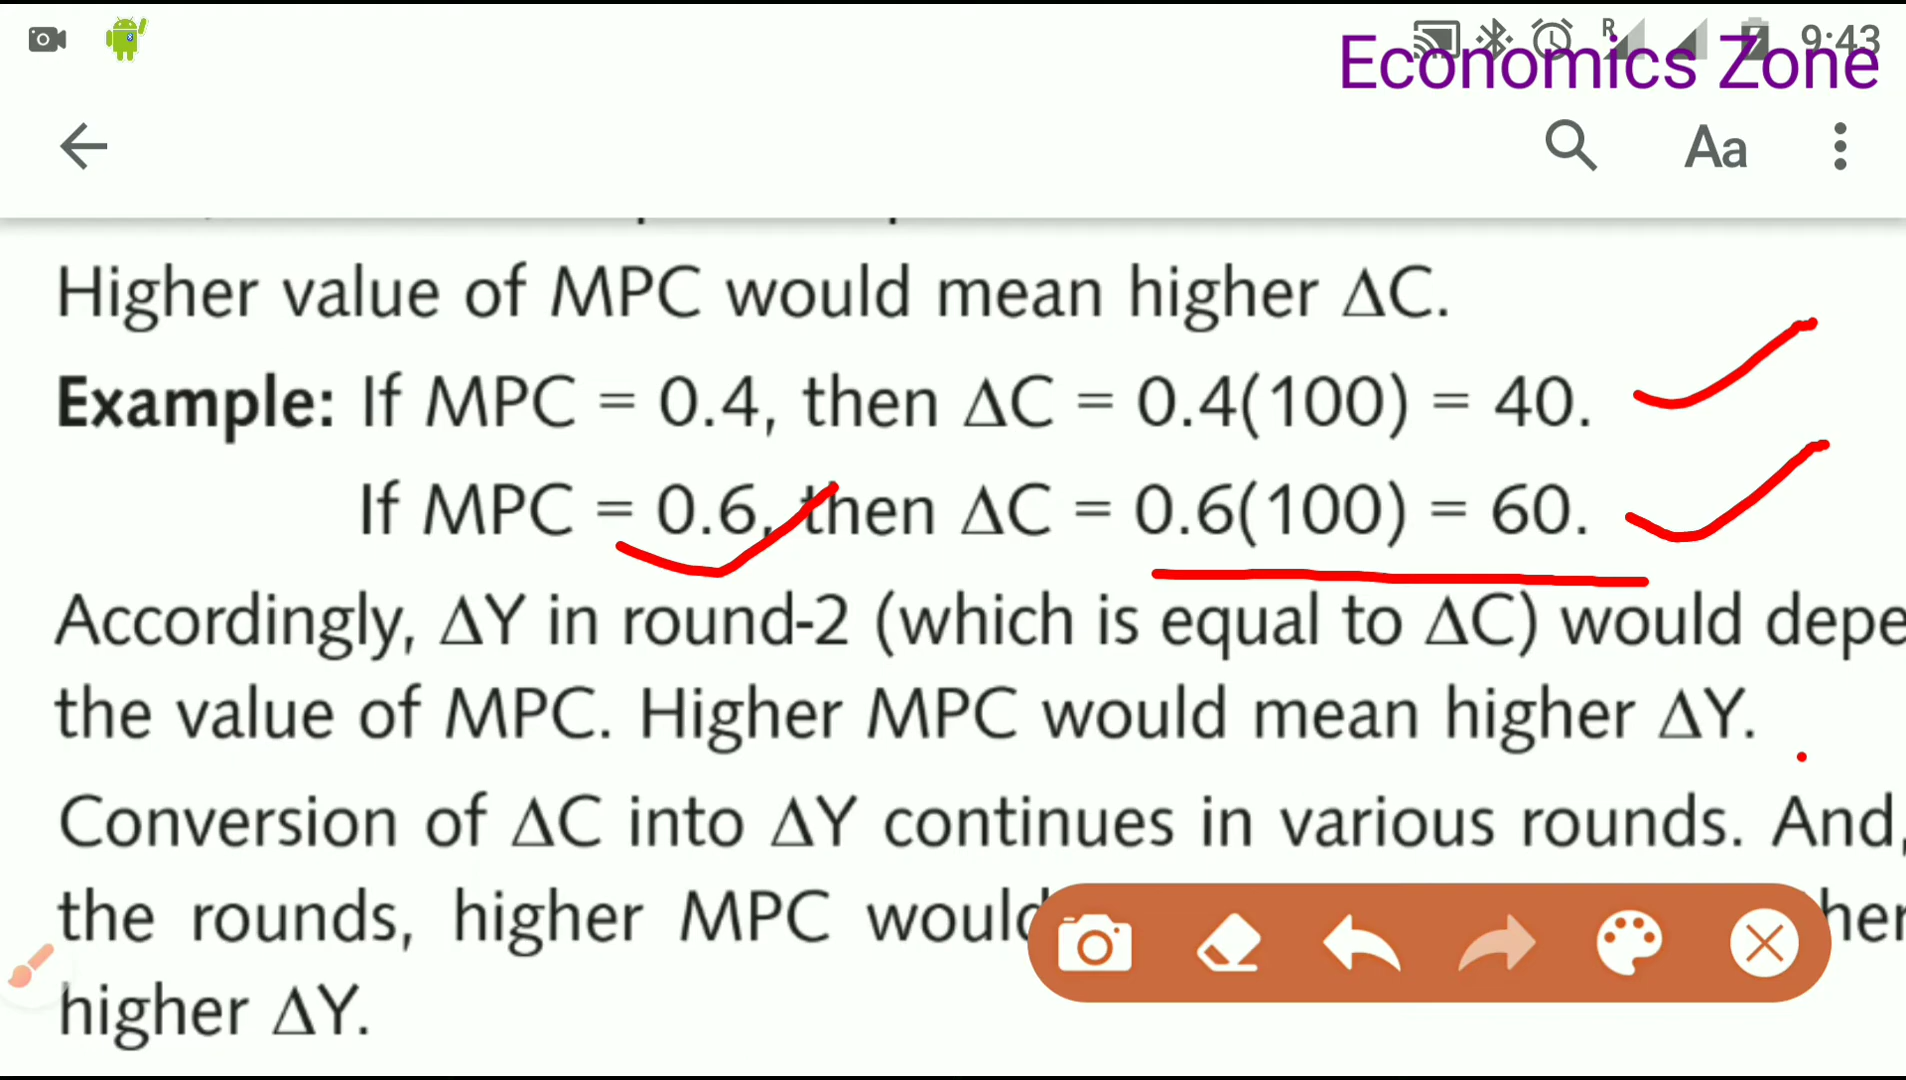 R 9:43
Economics Zone
Aa
Higher value of MPC would mean higher ΔC.
Example: If MPC = 0.4, then ΔC = 0.4(100) = 40.
If MPC = 0.6, then ΔC = 0.6(100) = 60.
Accordingly, ΔY in round-2 (which is equal to ΔC) would depe
the value of MPC. Higher MPC would mean higher ΔY.
Conversion of ΔC into ΔY continues in various rounds. And,
the rounds, higher MPC would her
higher ΔY.